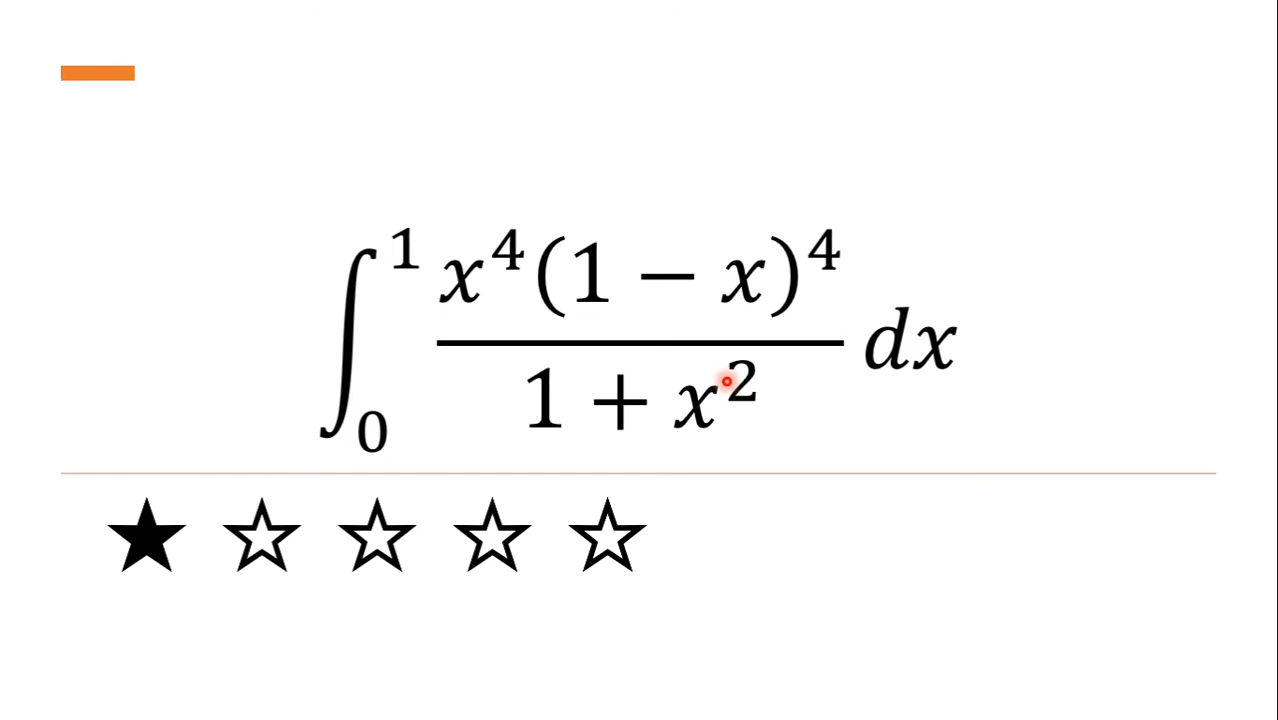 ∫₀¹ x⁴(1 − x)⁴ / 1 + x² dx